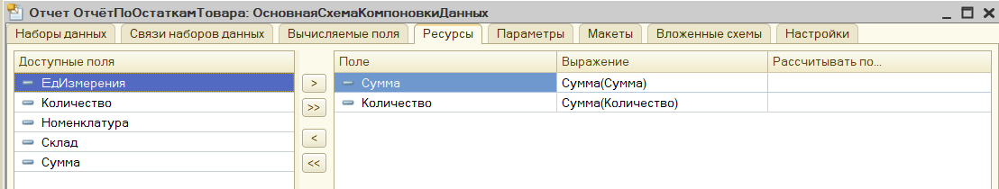 Отчет ОтчётПоОстаткамТовара: ОсновнаяСхемаКомпоновкиДанных
Наборы данных Связи наборов данных Вычисляемые поля Ресурсы Параметры Макеты Вложенные схемы Настройки
Доступные поля Поле Выражение Рассчитывать по...
ЕдИзмерения > Сумма Сумма(Сумма)
Количество >> Количество Сумма(Количество)
Номенклатура
Склад <
Сумма <<